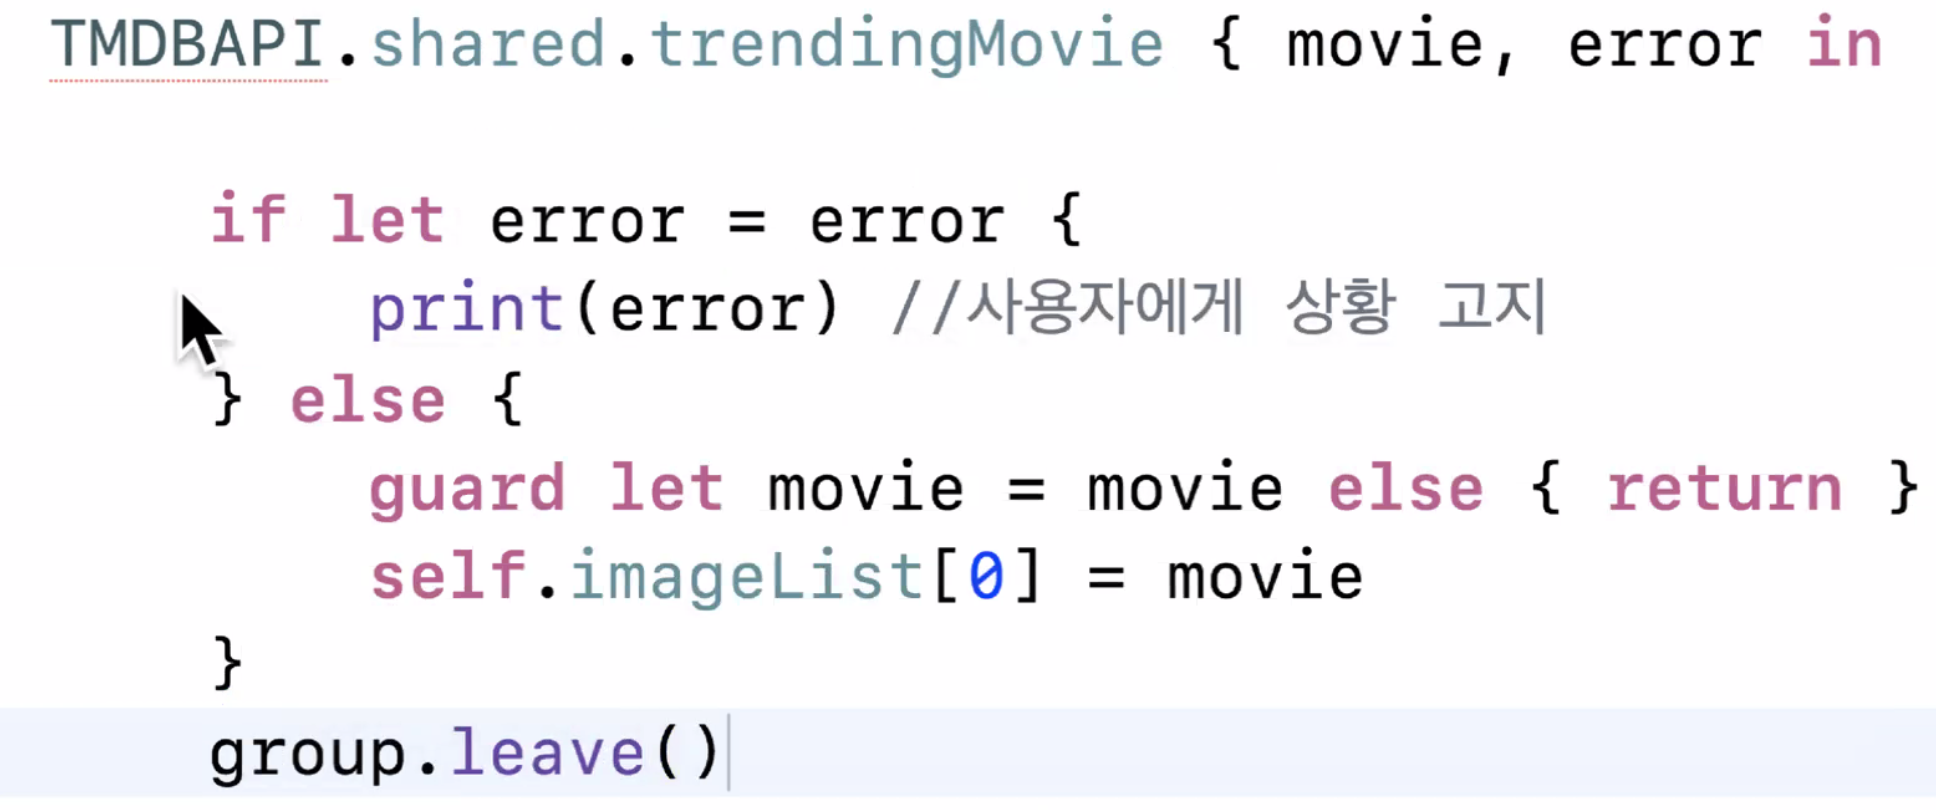 TMDBAPI.shared.trendingMovie { movie, error in
if let error = error {
print(error) //사용자에게 상황 고지
} else {
guard let movie = movie else { return }
self.imageList[0] = movie
}
group.leave()